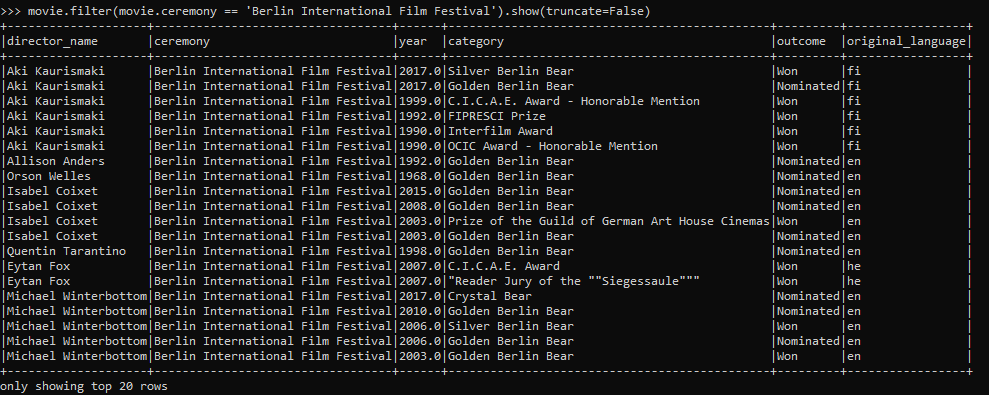 >>> movie.filter(movie.ceremony == 'Berlin International Film Festival').show(truncate=False)
+------------------+----------------------------------+------+--------------------------------------------+---------+-----------------+
|director_name     |ceremony                          |year  |category                                    |outcome  |original_language|
+------------------+----------------------------------+------+--------------------------------------------+---------+-----------------+
|Aki Kaurismaki    |Berlin International Film Festival|2017.0|Silver Berlin Bear                          |Won      |fi               |
|Aki Kaurismaki    |Berlin International Film Festival|2017.0|Golden Berlin Bear                          |Nominated|fi               |
|Aki Kaurismaki    |Berlin International Film Festival|1999.0|C.I.C.A.E. Award - Honorable Mention        |Won      |fi               |
|Aki Kaurismaki    |Berlin International Film Festival|1992.0|FIPRESCI Prize                              |Won      |fi               |
|Aki Kaurismaki    |Berlin International Film Festival|1990.0|Interfilm Award                             |Won      |fi               |
|Aki Kaurismaki    |Berlin International Film Festival|1990.0|OCIC Award - Honorable Mention              |Won      |fi               |
|Allison Anders    |Berlin International Film Festival|1992.0|Golden Berlin Bear                          |Nominated|en               |
|Orson Welles      |Berlin International Film Festival|1968.0|Golden Berlin Bear                          |Nominated|en               |
|Isabel Coixet     |Berlin International Film Festival|2015.0|Golden Berlin Bear                          |Nominated|en               |
|Isabel Coixet     |Berlin International Film Festival|2008.0|Golden Berlin Bear                          |Nominated|en               |
|Isabel Coixet     |Berlin International Film Festival|2003.0|Prize of the Guild of German Art House Cinemas|Won      |en               |
|Isabel Coixet     |Berlin International Film Festival|2003.0|Golden Berlin Bear                          |Nominated|en               |
|Quentin Tarantino |Berlin International Film Festival|1998.0|Golden Berlin Bear                          |Nominated|en               |
|Eytan Fox         |Berlin International Film Festival|2007.0|C.I.C.A.E. Award                            |Won      |he               |
|Eytan Fox         |Berlin International Film Festival|2007.0|"Reader Jury of the ""Siegessaule"""        |Won      |he               |
|Michael Winterbottom|Berlin International Film Festival|2017.0|Crystal Bear                                |Nominated|en               |
|Michael Winterbottom|Berlin International Film Festival|2010.0|Golden Berlin Bear                          |Nominated|en               |
|Michael Winterbottom|Berlin International Film Festival|2006.0|Silver Berlin Bear                          |Won      |en               |
|Michael Winterbottom|Berlin International Film Festival|2006.0|Golden Berlin Bear                          |Nominated|en               |
|Michael Winterbottom|Berlin International Film Festival|2003.0|Golden Berlin Bear                          |Won      |en               |
+------------------+----------------------------------+------+--------------------------------------------+---------+-----------------+
only showing top 20 rows